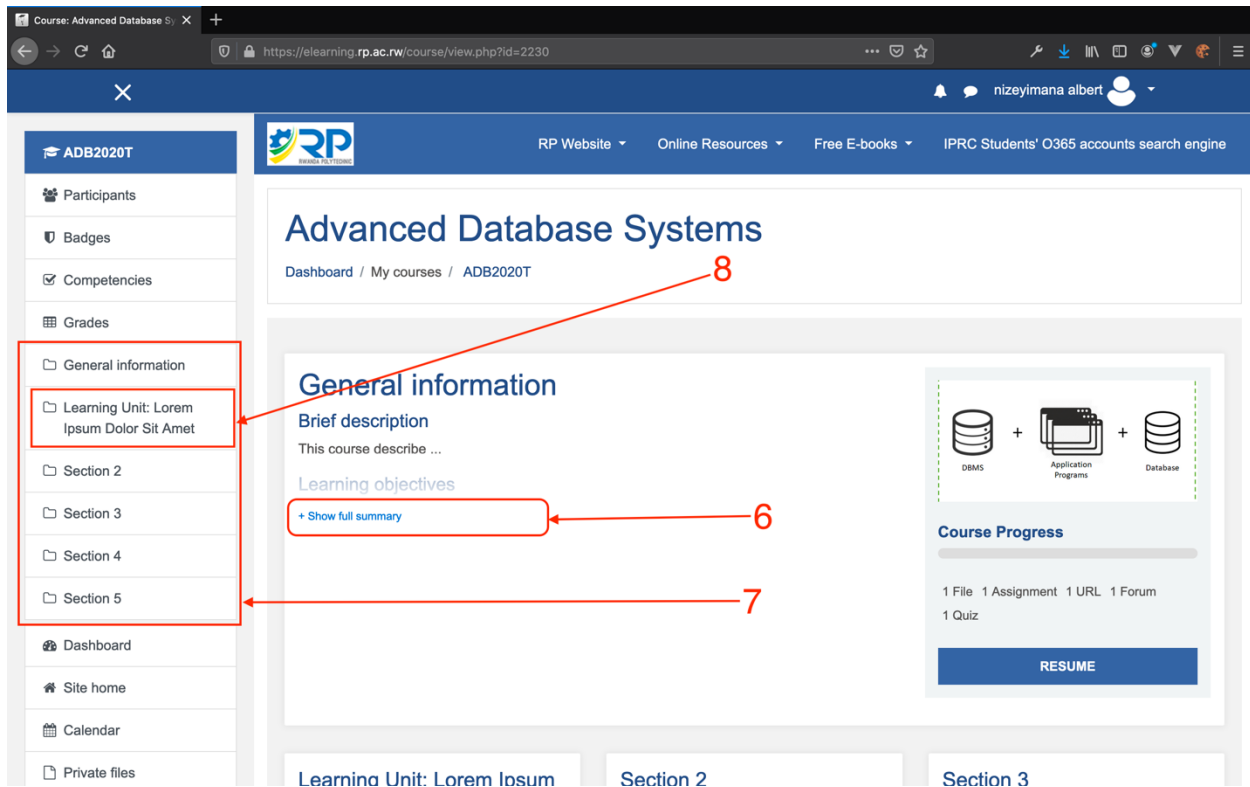 Course: Advanced Database Sy
https://elearning.rp.ac.rw/course/view.php?id=2230
nizeyimana albert
ADB2020T
RP
RWANDA POLYTECHNIC
RP Website
Online Resources
Free E-books
IPRC Students' O365 accounts search engine
Participants
Badges
Competencies
Grades
General information
Learning Unit: Lorem
Ipsum Dolor Sit Amet
Section 2
Section 3
Section 4
Section 5
Dashboard
Site home
Calendar
Private files
Advanced Database Systems
Dashboard / My courses / ADB2020T
8
General information
Brief description
This course describe ...
Learning objectives
+ Show full summary
6
7
DBMS
+
Application
Programs
+
Database
Course Progress
1 File 1 Assignment 1 URL 1 Forum
1 Quiz
RESUME
Learning Unit: Lorem Ipsum
Section 2
Section 3